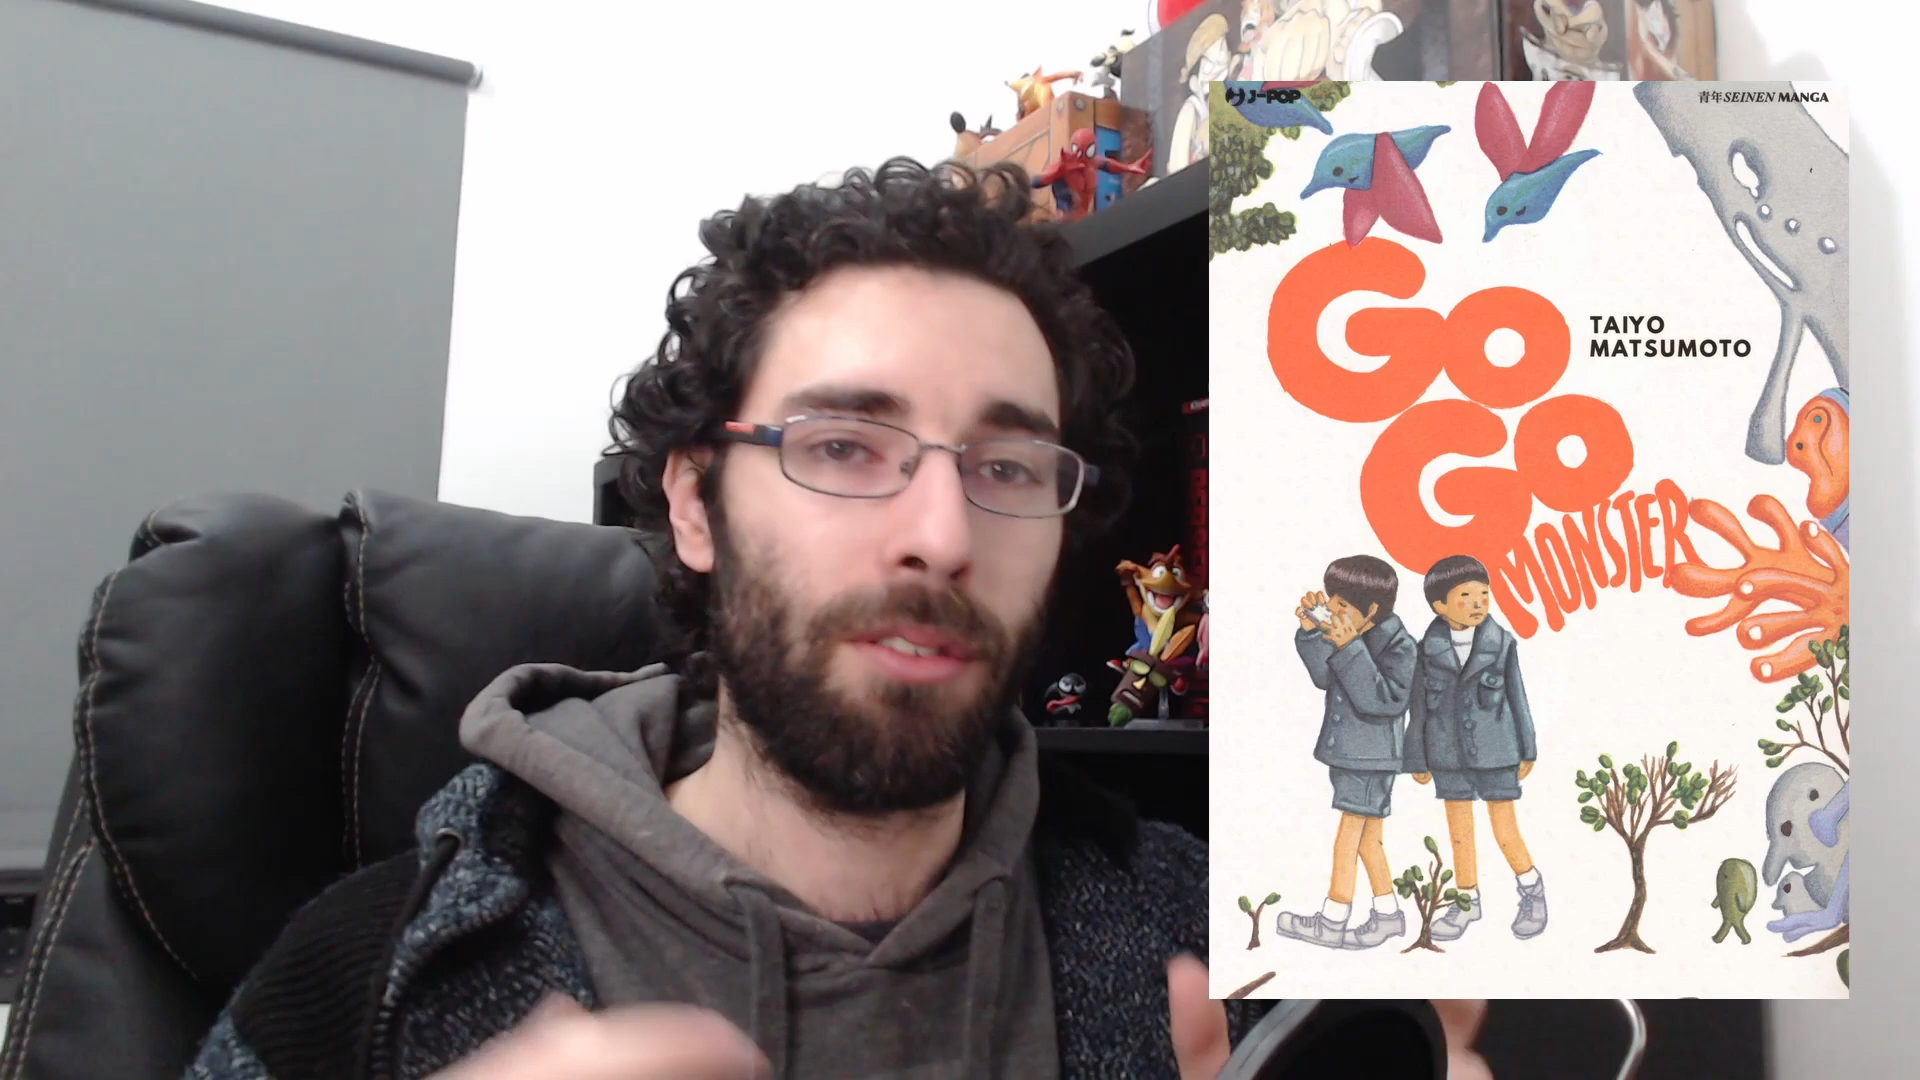 J-POP
青年SEINEN MANGA
GO
GO
MONSTER
TAIYO
MATSUMOTO